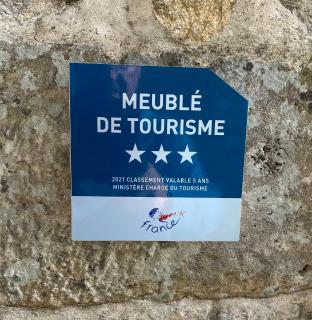 MEUBLÉ
DE TOURISME
2021 CLASSEMENT VALABLE 5 ANS
MINISTÈRE CHARGÉ DU TOURISME
france